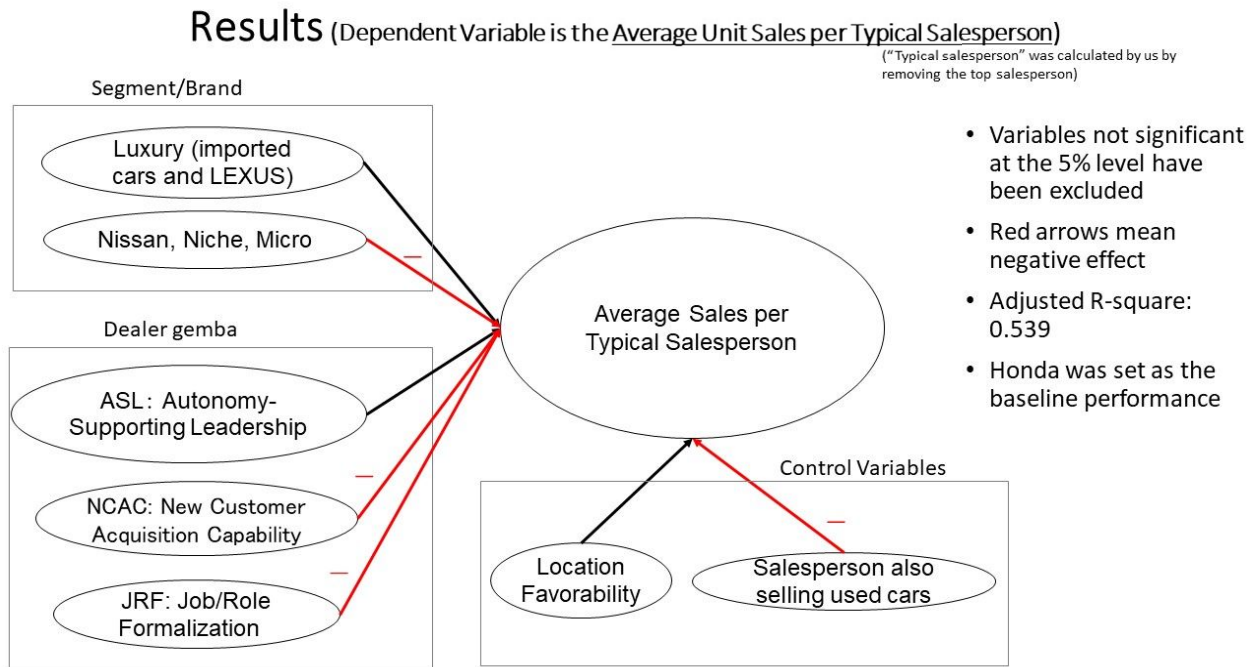 Results (Dependent Variable is the Average Unit Sales per Typical Salesperson)
("Typical salesperson" was calculated by us by
removing the top salesperson)
Segment/Brand
Luxury (imported
cars and LEXUS)
Nissan, Niche, Micro
—
Dealer gemba
ASL: Autonomy-
Supporting Leadership
—
NCAC: New Customer
Acquisition Capability
—
JRF: Job/Role
Formalization
Average Sales per
Typical Salesperson
Control Variables
—
Location
Favorability
Salesperson also
selling used cars
• Variables not significant
at the 5% level have
been excluded
• Red arrows mean
negative effect
• Adjusted R-square:
0.539
• Honda was set as the
baseline performance